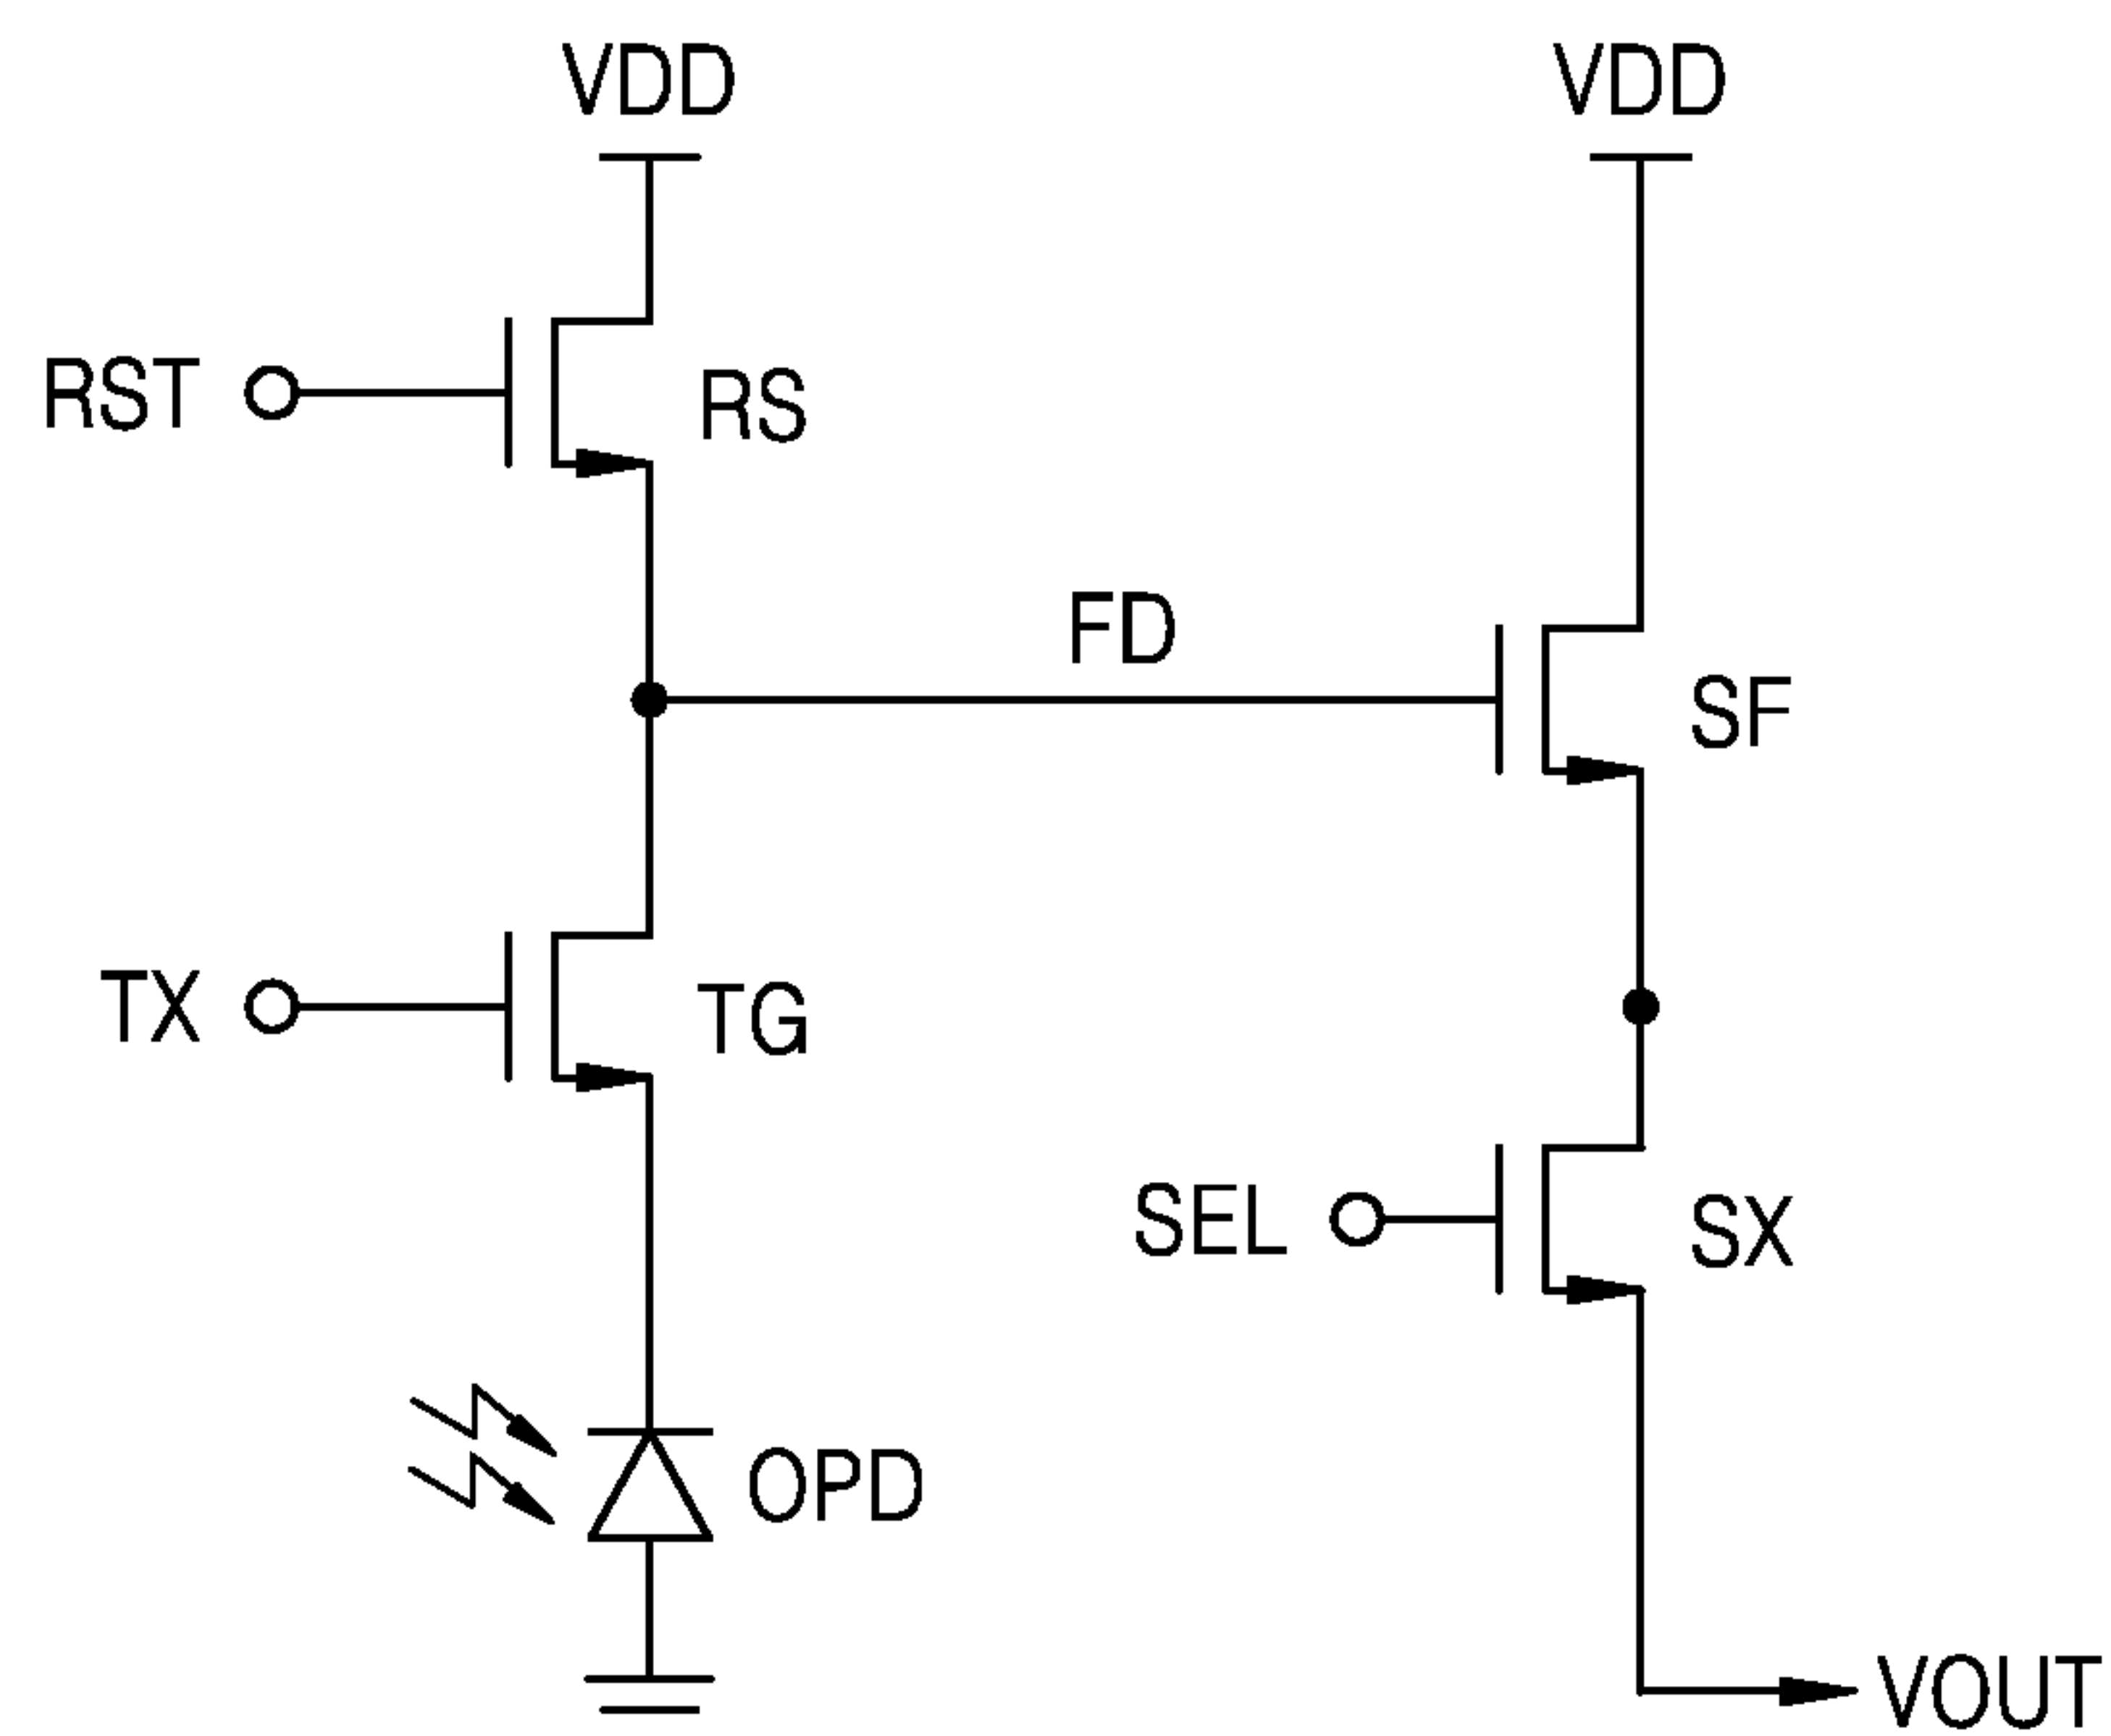 VDD
VDD
RST
RS
FD
SF
TX
TG
SEL
SX
OPD
VOUT